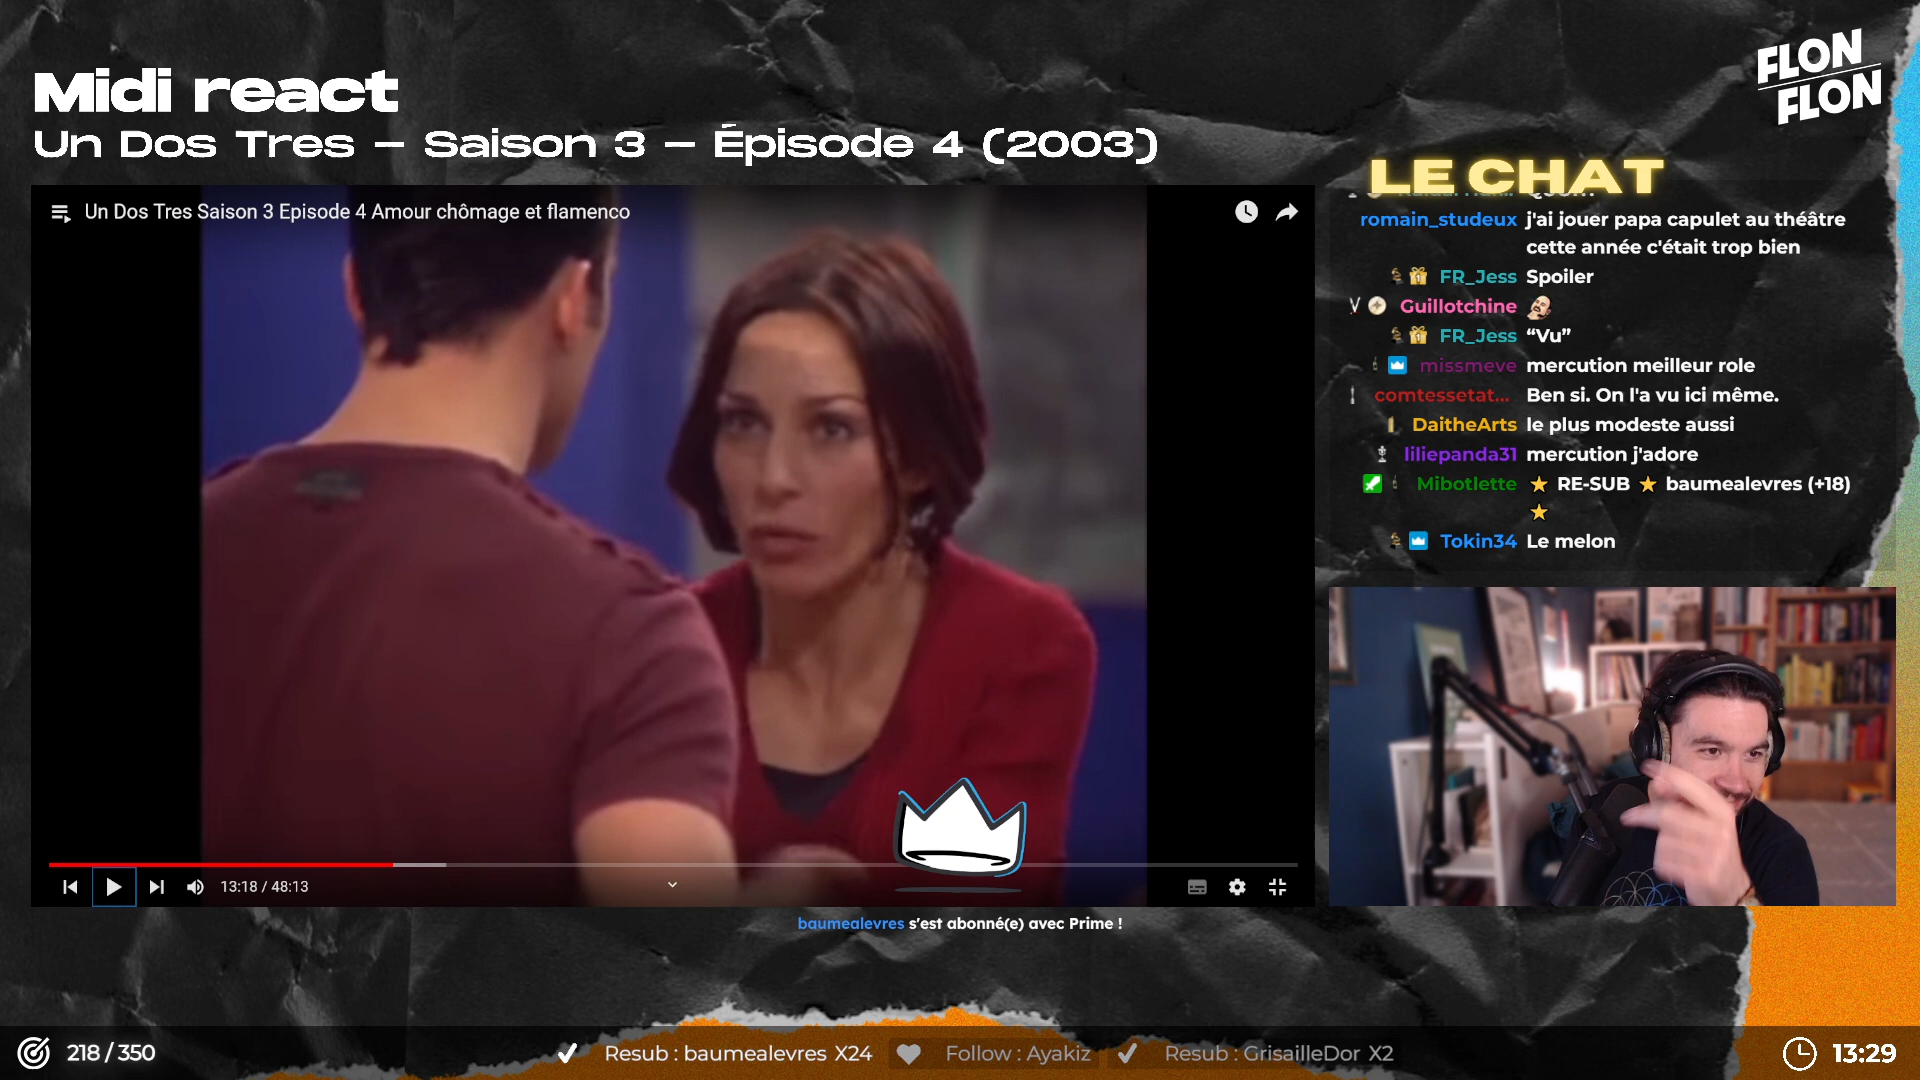 Midi react
Un Dos Tres – Saison 3 – Épisode 4 (2003)
FLON
FLON
LE CHAT
Un Dos Tres Saison 3 Episode 4 Amour chômage et flamenco
romain_studeux j'ai jouer papa capulet au théâtre
cette année c'était trop bien
FR_Jess Spoiler
Guillotchine
FR_Jess “Vu”
missmeve mercution meilleur role
comtessetat... Ben si. On l'a vu ici même.
DaitheArts le plus modeste aussi
liliepanda31 mercution j'adore
Mibotlette ⭐ RE-SUB ⭐ baumealevres (+18)
⭐
Tokin34 Le melon
13:18 / 48:13
baumealevres s'est abonné(e) avec Prime !
218 / 350
Resub : baumealevres X24
Follow : Ayakiz
Resub : GrisailleDor X2
13:29